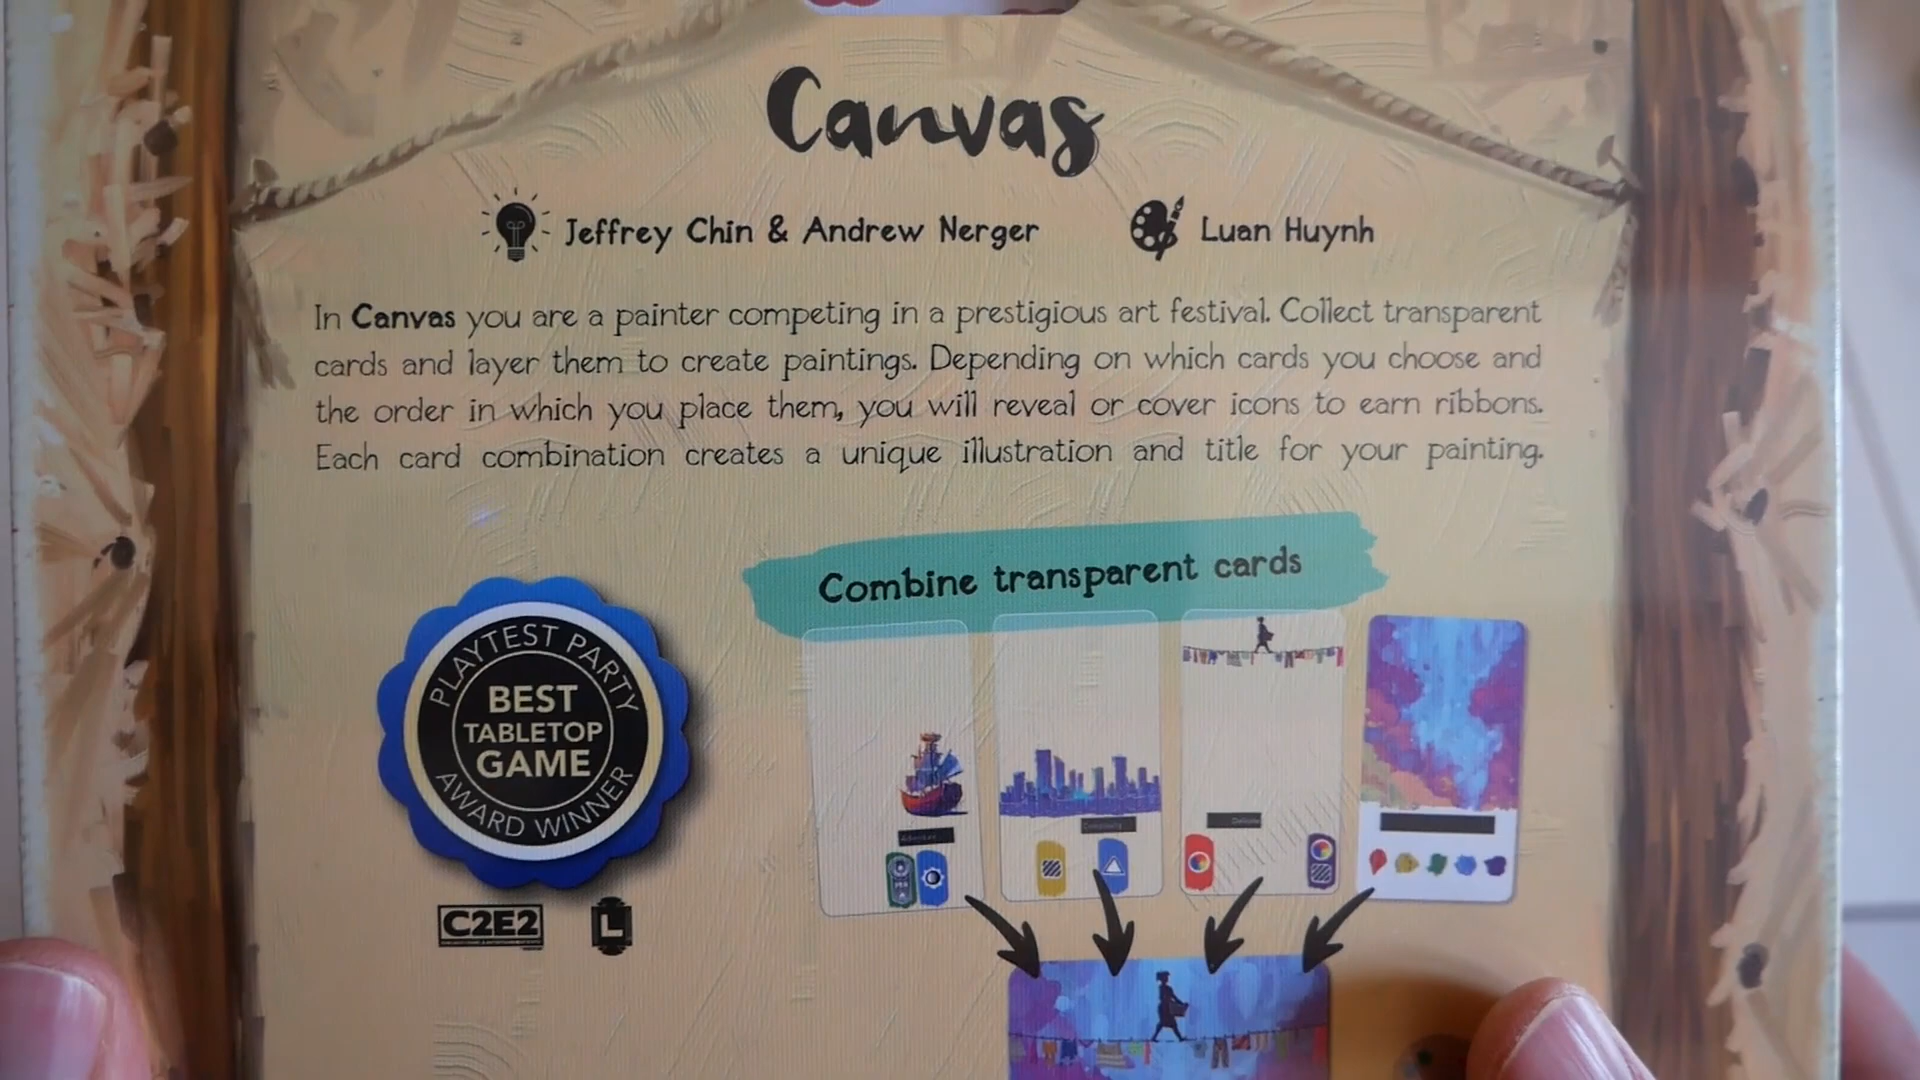 Canvas
Jeffrey Chin & Andrew Nerger
Luan Huynh
In Canvas you are a painter competing in a prestigious art festival. Collect transparent
cards and layer them to create paintings. Depending on which cards you choose and
the order in which you place them, you will reveal or cover icons to earn ribbons.
Each card combination creates a unique illustration and title for your painting.
Combine transparent cards
PLAYTEST PARTY
BEST
TABLETOP
GAME
AWARD WINNER
C2E2
L